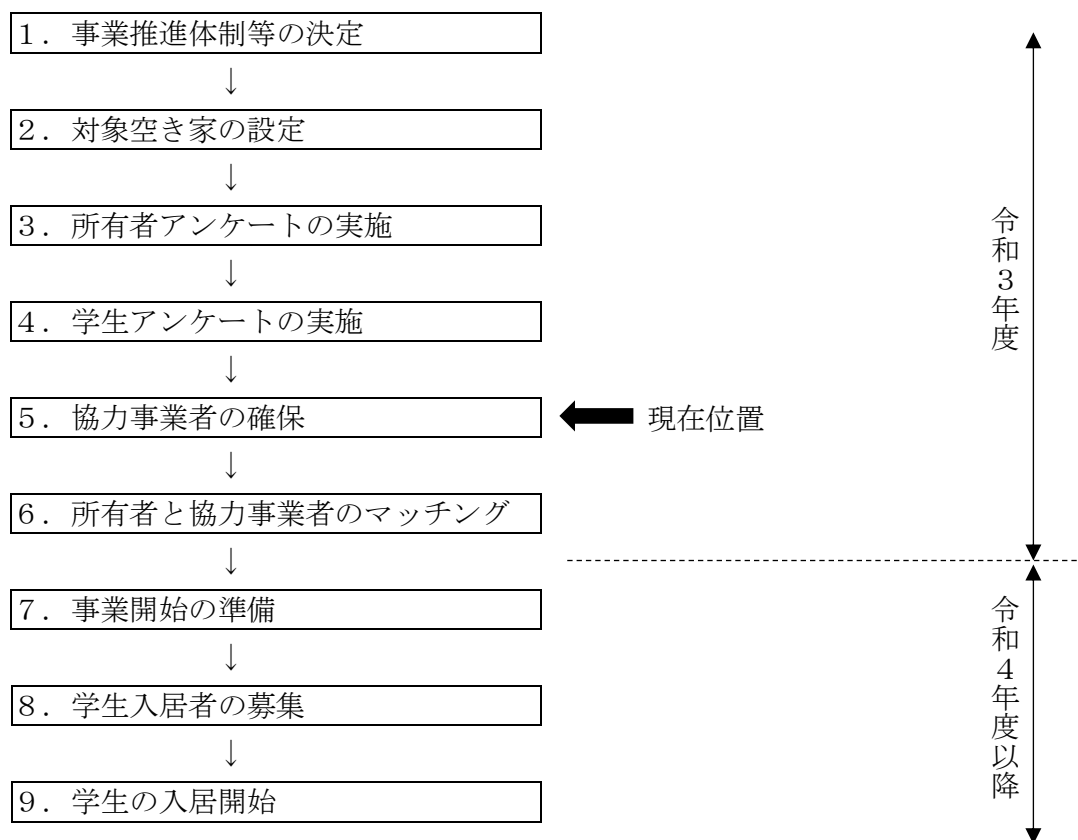 1．事業推進体制等の決定
↓
2．対象空き家の設定
↓
3．所有者アンケートの実施
↓
4．学生アンケートの実施
↓
5．協力事業者の確保
現在位置
↓
6．所有者と協力事業者のマッチング
↓
7．事業開始の準備
↓
8．学生入居者の募集
↓
9．学生の入居開始
令和3年度
令和4年度以降